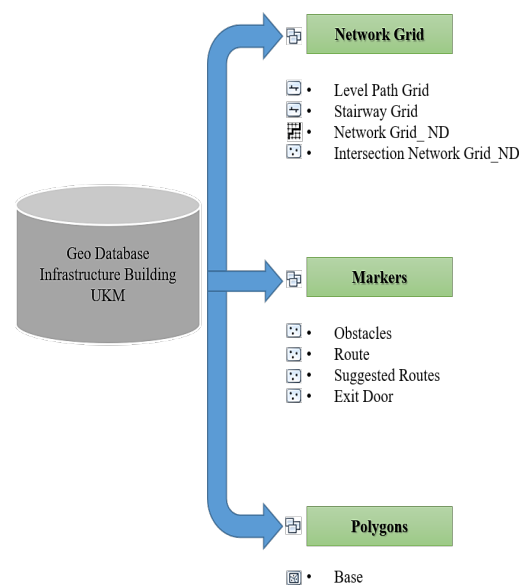 Geo Database
Infrastructure Building
UKM
Network Grid
• Level Path Grid
• Stairway Grid
• Network Grid_ ND
• Intersection Network Grid_ND
Markers
• Obstacles
• Route
• Suggested Routes
• Exit Door
Polygons
• Base